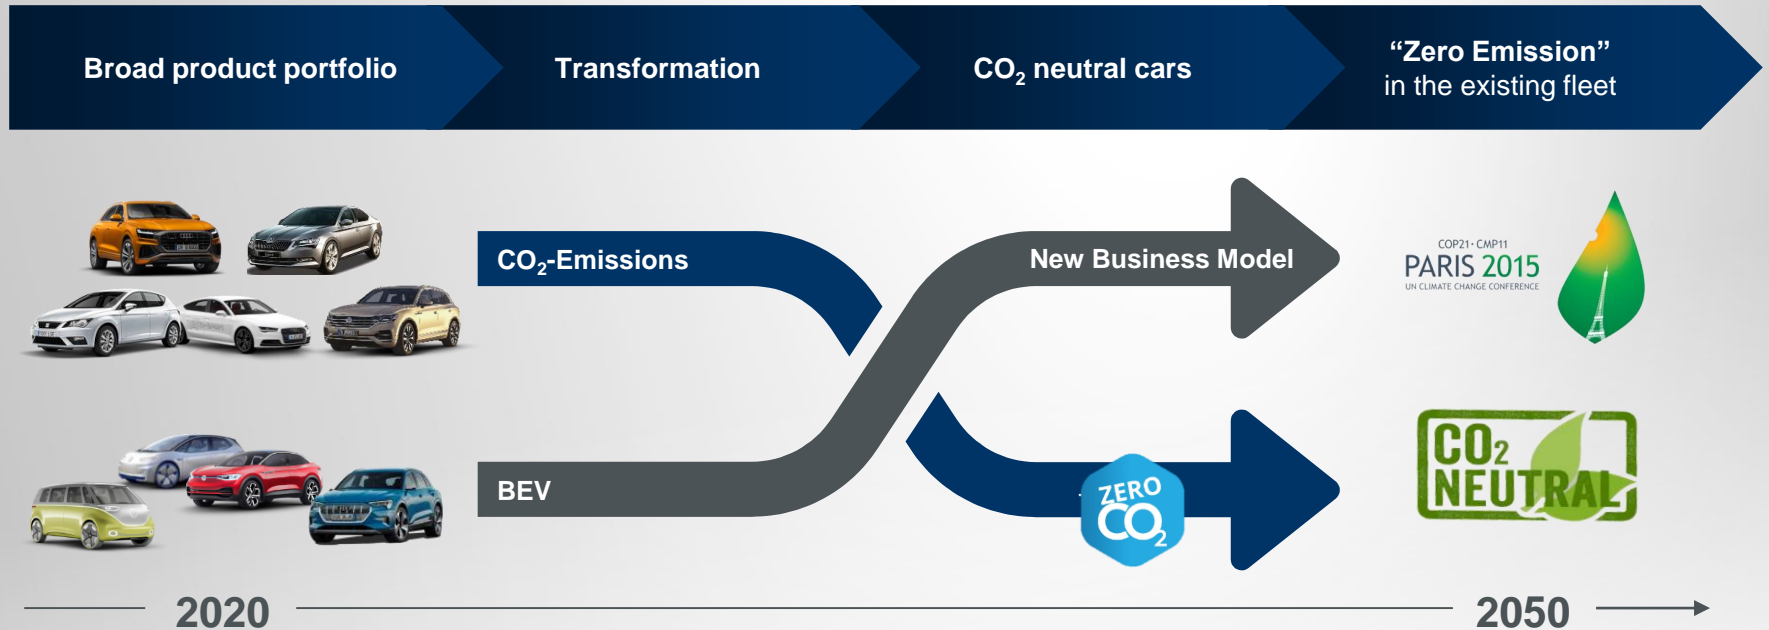 Broad product portfolio
Transformation
CO₂ neutral cars
“Zero Emission”
in the existing fleet
CO₂-Emissions
New Business Model
COP21·CMP11
PARIS 2015
UN CLIMATE CHANGE CONFERENCE
BEV
ZERO
CO₂
CO₂
NEUTRAL
2020
2050